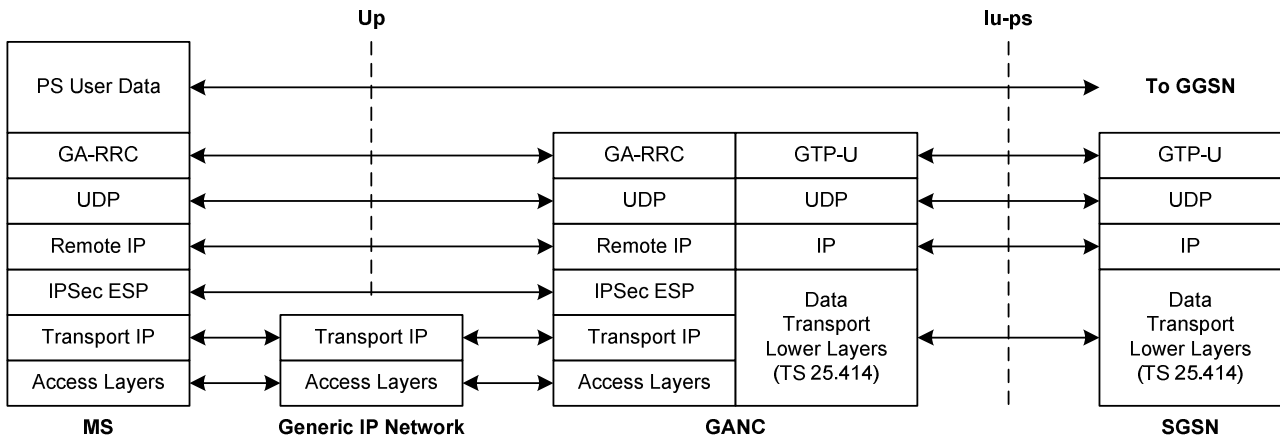 Up
Iu-ps
PS User Data
To GGSN
GA-RRC
GA-RRC
GTP-U
GTP-U
UDP
UDP
UDP
UDP
Remote IP
Remote IP
IP
IP
IPSec ESP
IPSec ESP
Data
Transport
Lower Layers
(TS 25.414)
Data
Transport
Lower Layers
(TS 25.414)
Transport IP
Transport IP
Transport IP
Access Layers
Access Layers
Access Layers
MS
Generic IP Network
GANC
SGSN